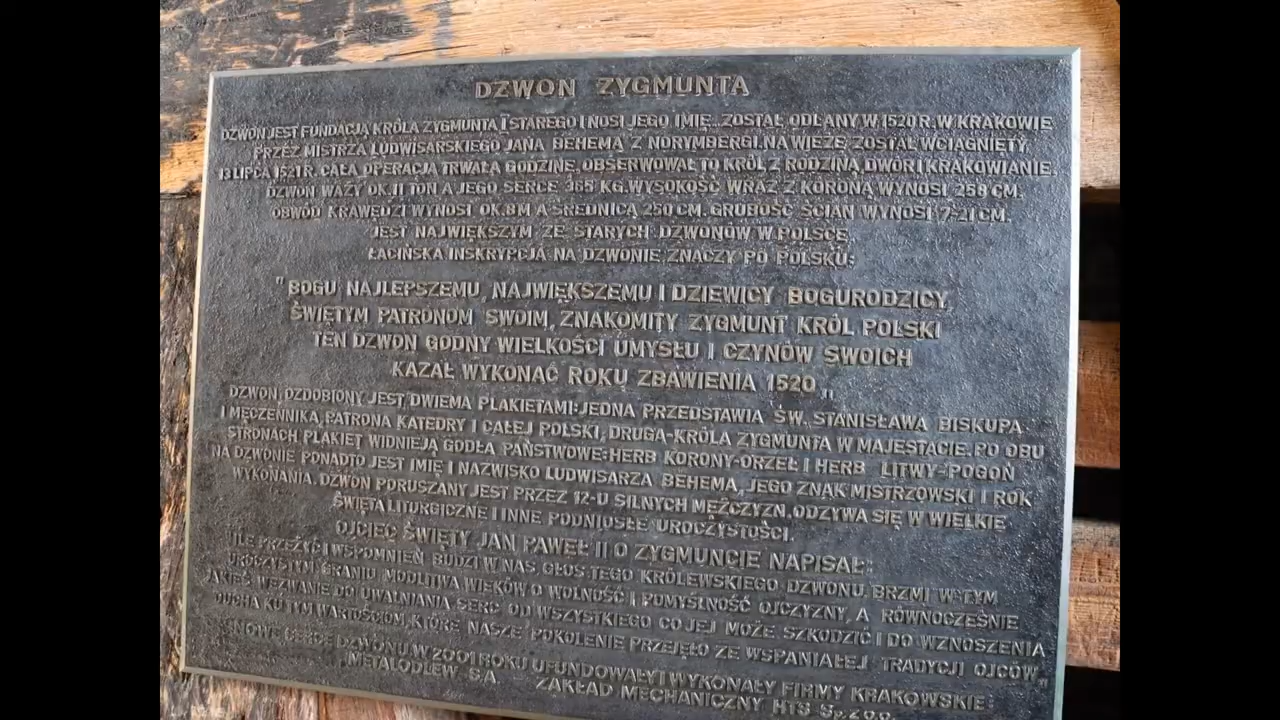 DZWON ZYGMUNTA
DZWON JEST FUNDACJĄ KRÓLA ZYGMUNTA I STAREGO I NOSI JEGO IMIĘ. ZOSTAŁ ODLANY W 1520 R. W KRAKOWIE
PRZEZ MISTRZA LUDWISARSKIEGO JANA BEHEMA Z NORYMBERGI. NA WIEŻĘ ZOSTAŁ WCIĄGNIĘTY
13 LIPCA 1521 R. CAŁA OPERACJA TRWAŁA GODZINĘ. OBSERWOWAŁ TO KRÓL Z RODZINĄ, DWÓR I KRAKOWIANIE.
DZWON WAŻY OK. 11 TON A JEGO SERCE 365 KG. WYSOKOŚĆ WRAZ Z KORONĄ WYNOSI 258 CM.
OBWÓD KRAWĘDZI WYNOSI OK. 8M A ŚREDNICA 250 CM. GRUBOŚĆ ŚCIAN WYNOSI 7-21 CM.
JEST NAJWIĘKSZYM ZE STARYCH DZWONÓW W POLSCE.
ŁACIŃSKA INSKRYPCJA NA DZWONIE ZNACZY PO POLSKU:
"BOGU NAJLEPSZEMU, NAJWIĘKSZEMU I DZIEWICY BOGURODZICY,
ŚWIĘTYM PATRONOM SWOIM, ZNAKOMITY ZYGMUNT KRÓL POLSKI
TEN DZWON GODNY WIELKOŚCI UMYSŁU I CZYNÓW SWOICH
KAZAŁ WYKONAĆ ROKU ZBAWIENIA 1520"
DZWON OZDOBIONY JEST DWIEMA PLAKIETAMI: JEDNA PRZEDSTAWIA ŚW. STANISŁAWA BISKUPA
I MĘCZENNIKA, PATRONA KATEDRY I CAŁEJ POLSKI, DRUGA-KRÓLA ZYGMUNTA W MAJESTACIE. PO OBU
STRONACH PLAKIET WIDNIEJĄ GODŁA PAŃSTWOWE: HERB KORONY-ORZEŁ I HERB LITWY-POGOŃ
NA DZWONIE PONADTO JEST IMIĘ I NAZWISKO LUDWISARZA BEHEMA, JEGO ZNAK MISTRZOWSKI I ROK
WYKONANIA. DZWON PORUSZANY JEST PRZEZ 12-U SILNYCH MĘŻCZYZN. ODZYWA SIĘ W WIELKIE
ŚWIĘTA LITURGICZNE I INNE PODNIOSŁE UROCZYSTOŚCI.
OJCIEC ŚWIĘTY JAN PAWEŁ II O ZYGMUNCIE NAPISAŁ:
"ILE PRZEŻYĆ I WSPOMNIEŃ BUDZI W NAS GŁOS TEGO KRÓLEWSKIEGO DZWONU. BRZMI W TYM
UROCZYSTYM GRANIU MODLITWA WIEKÓW O WOLNOŚĆ I POMYŚLNOŚĆ OJCZYZNY, A RÓWNOCZEŚNIE
JAKIEŚ WEZWANIE DO UWALNIANIA SERC OD WSZYSTKIEGO CO JEJ MOŻE SZKODZIĆ I DO WZNOSZENIA
DUCHA KU TYM WARTOŚCIOM, KTÓRE NASZE POKOLENIE PRZEJĘŁO ZE WSPANIAŁEJ TRADYCJI OJCÓW"
NOWE SERCE DZWONU W 2001 ROKU UFUNDOWAŁY I WYKONAŁY FIRMY KRAKOWSKIE:
METALODLEW SA ZAKŁAD MECHANICZNY HTS Sp. z o.o.